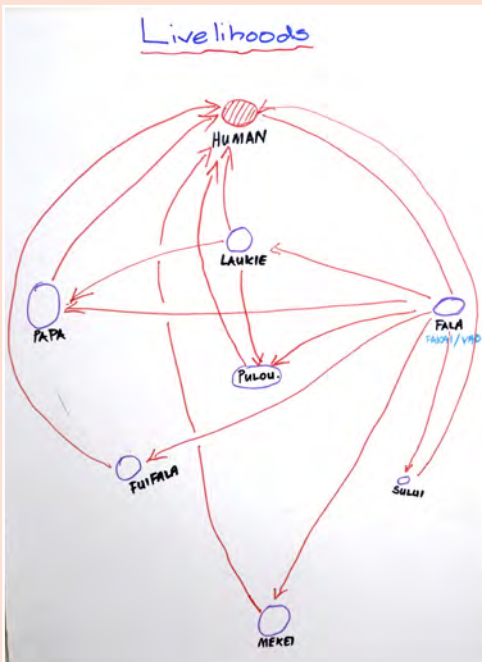 Livelihoods
HUMAN
LAUKIE
PAPA
FALA
PULOU.
FUIFALA
SULUI
MEKEI